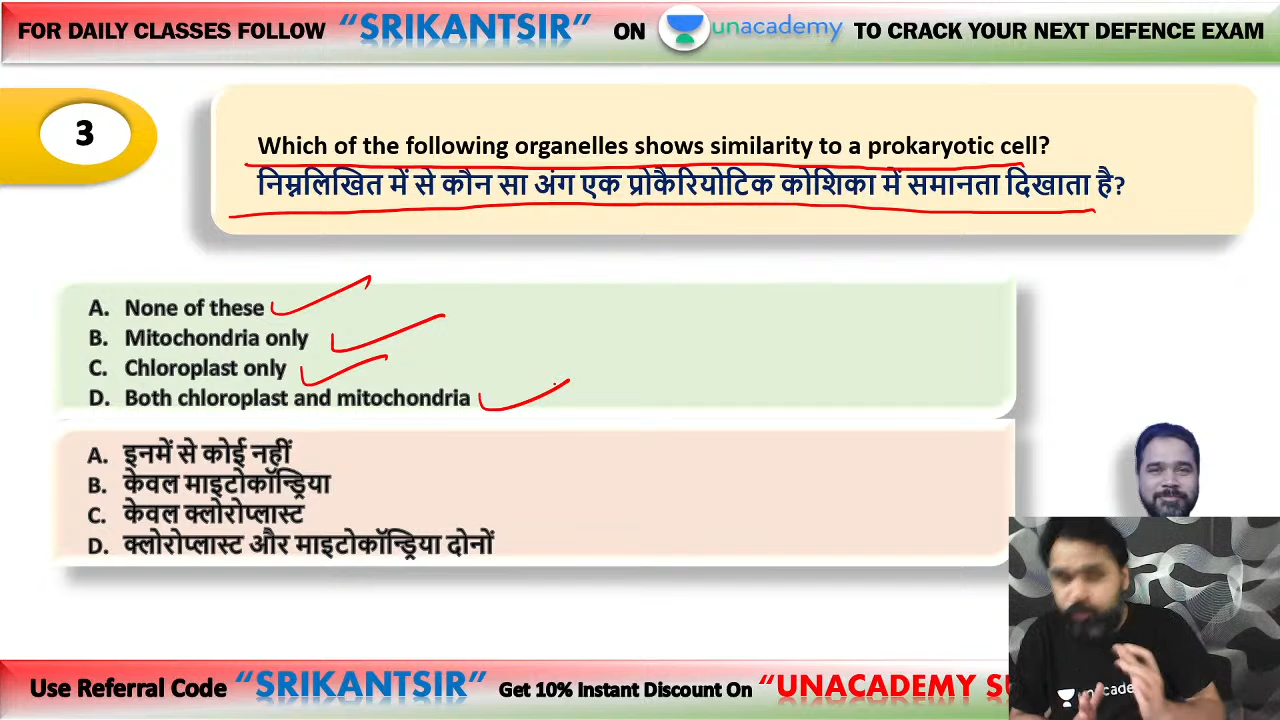 FOR DAILY CLASSES FOLLOW “SRIKANTSIR” ON unacademy TO CRACK YOUR NEXT DEFENCE EXAM
3
Which of the following organelles shows similarity to a prokaryotic cell?
निम्नलिखित में से कौन सा अंग एक प्रोकैरियोटिक कोशिका में समानता दिखाता है?
A. None of these
B. Mitochondria only
C. Chloroplast only
D. Both chloroplast and mitochondria
A. इनमें से कोई नहीं
B. केवल माइटोकॉन्ड्रिया
C. केवल क्लोरोप्लास्ट
D. क्लोरोप्लास्ट और माइटोकॉन्ड्रिया दोनों
Use Referral Code “SRIKANTSIR” Get 10% Instant Discount On “UNACADEMY